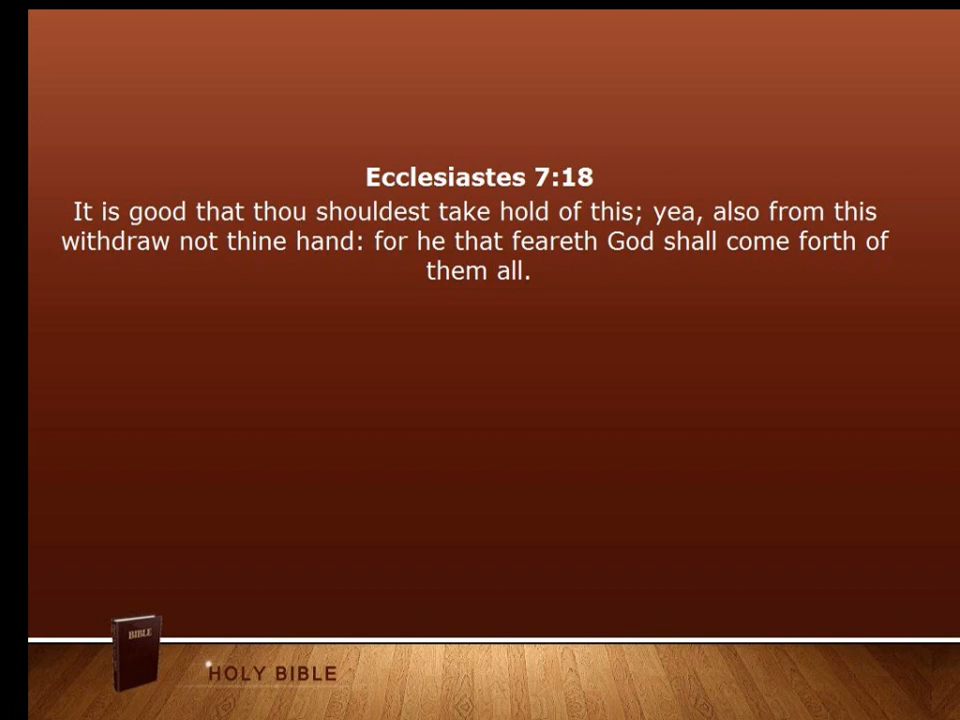 Ecclesiastes 7:18
It is good that thou shouldest take hold of this; yea, also from this
withdraw not thine hand: for he that feareth God shall come forth of
them all.
BIBLE
HOLY BIBLE